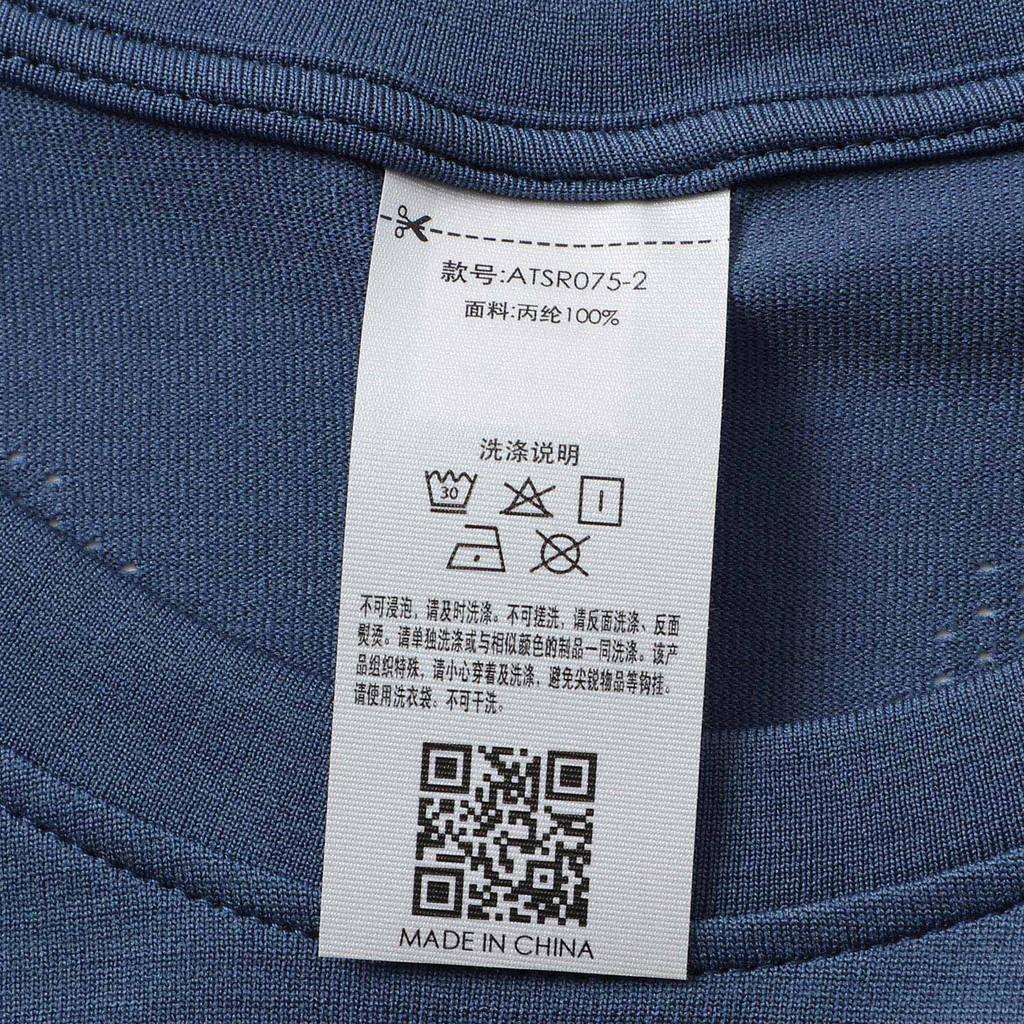 款号:ATSR075-2
面料:丙纶100%
洗涤说明
30
不可浸泡，请及时洗涤。不可搓洗，请反面洗涤、反面
熨烫。请单独洗涤或与相似颜色的制品一同洗涤。该产
品组织特殊，请小心穿着及洗涤，避免尖锐物品等钩挂。
请使用洗衣袋。不可干洗。
MADE IN CHINA